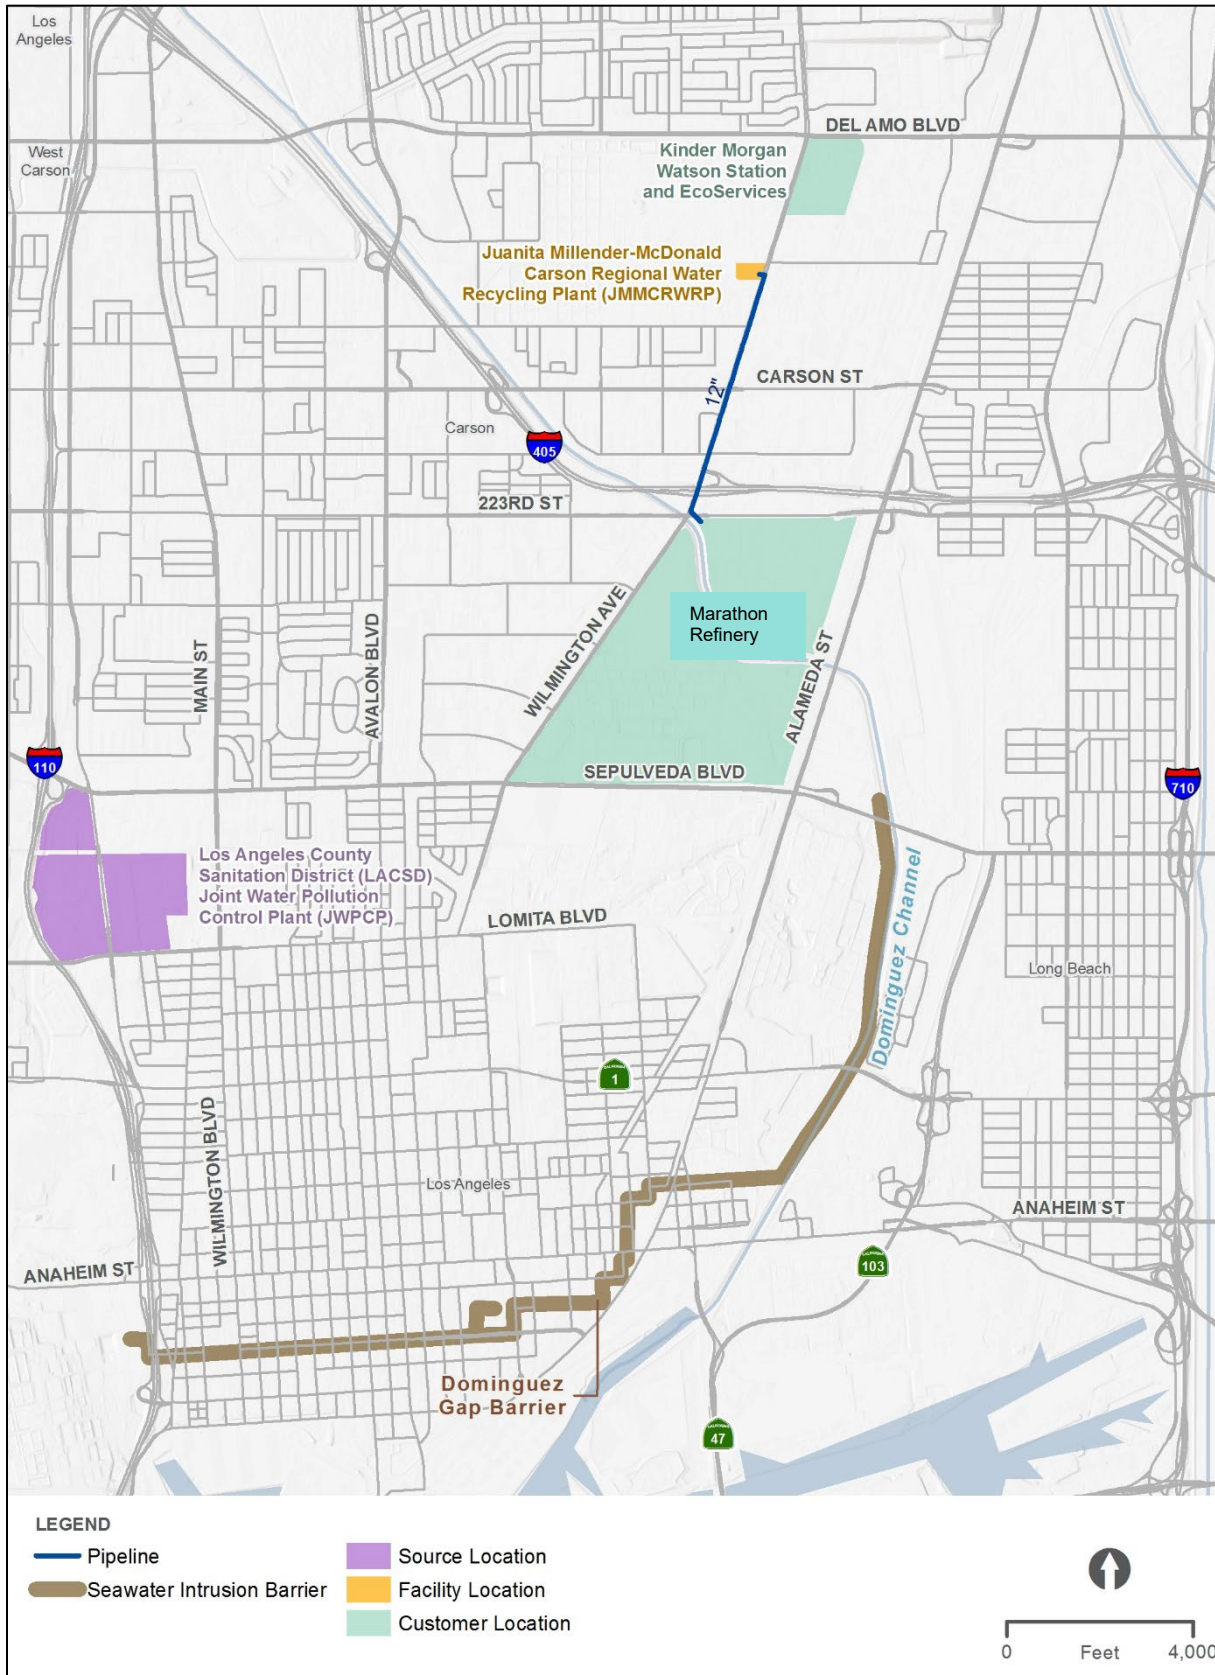 Los
Angeles
DEL AMO BLVD
West
Carson
Kinder Morgan
Watson Station
and EcoServices
Juanita Millender-McDonald
Carson Regional Water
Recycling Plant (JMMCRWRP)
CARSON ST
12"
Carson
405
223RD ST
Marathon
Refinery
WILMINGTON AVE
MAIN ST
AVALON BLVD
ALAMEDA ST
110
SEPULVEDA BLVD
710
Los Angeles County
Sanitation District (LACSD)
Joint Water Pollution
Control Plant (JWPCP)
LOMITA BLVD
Dominguez Channel
Long Beach
CALIFORNIA
1
WILMINGTON BLVD
Los Angeles
ANAHEIM ST
CALIFORNIA
103
ANAHEIM ST
Dominguez
Gap Barrier
CALIFORNIA
47
LEGEND
Pipeline
Seawater Intrusion Barrier
Source Location
Facility Location
Customer Location
0 Feet 4,000